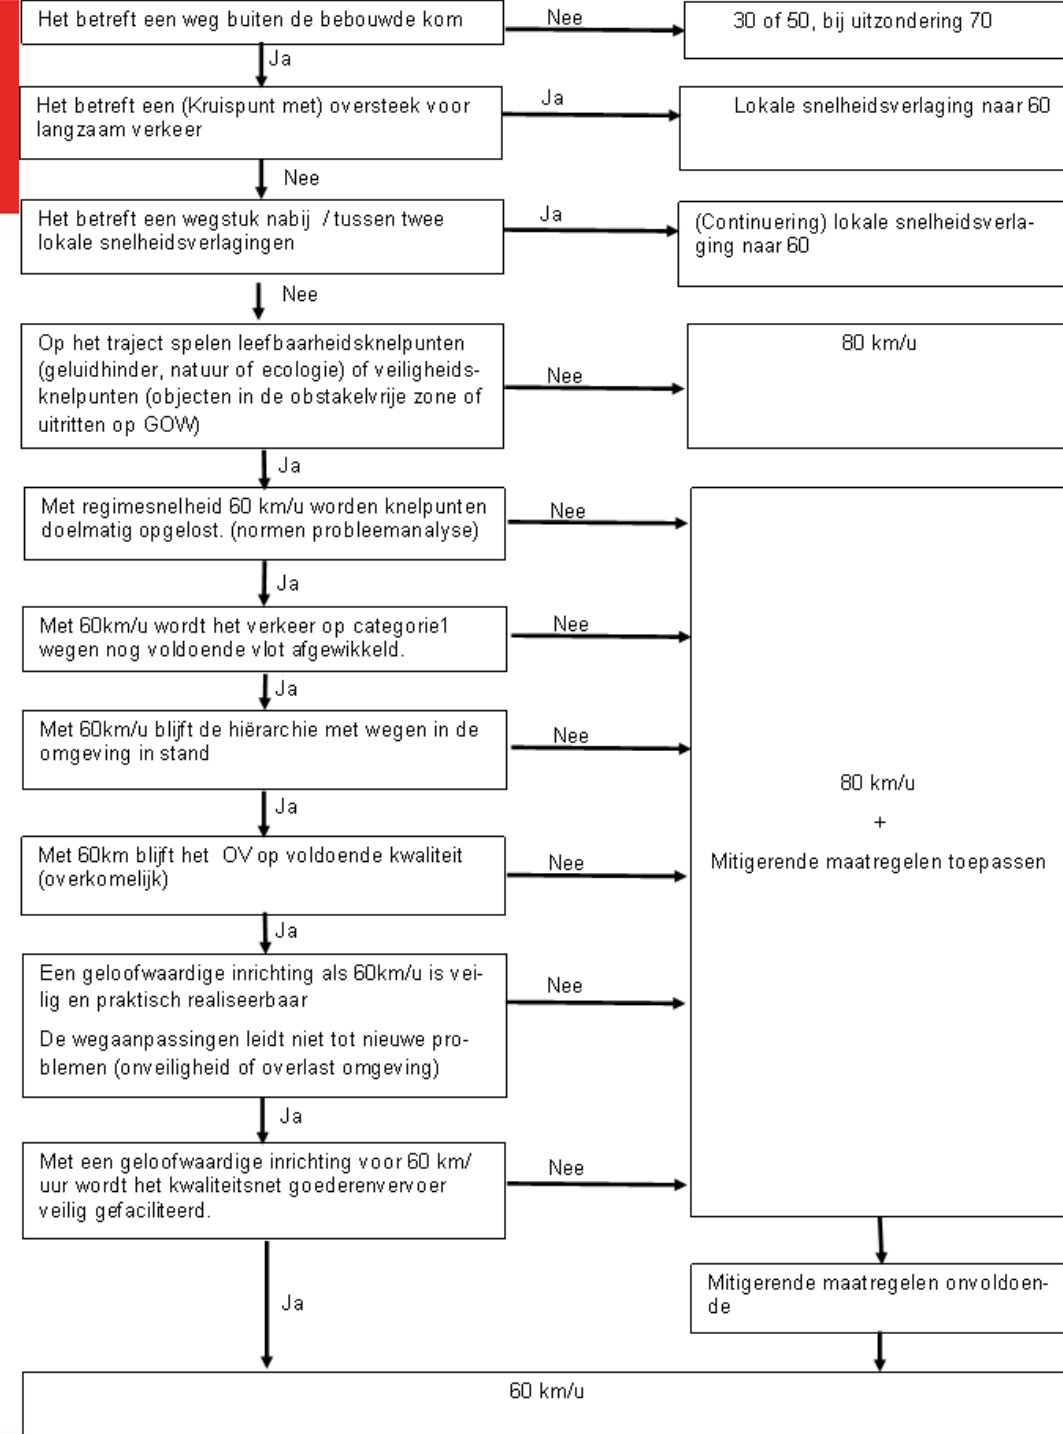 Het betreft een weg buiten de bebouwde kom
Nee
30 of 50, bij uitzondering 70
Ja
Het betreft een (Kruispunt met) oversteek voor
langzaam verkeer
Ja
Lokale snelheidsverlaging naar 60
Nee
Het betreft een wegstuk nabij / tussen twee
lokale snelheidsverlagingen
Ja
(Continuering) lokale snelheidsverla-
ging naar 60
Nee
Op het traject spelen leefbaarheidsknelpunten
(geluidhinder, natuur of ecologie) of veiligheids-
knelpunten (objecten in de obstakelvrije zone of
uitritten op GOW)
Nee
80 km/u
Ja
Met regimesnelheid 60 km/u worden knelpunten
doelmatig opgelost. (normen probleemanalyse)
Nee
Ja
Met 60km/u wordt het verkeer op categorie1
wegen nog voldoende vlot afgewikkeld.
Nee
Ja
Met 60km/u blijft de hiërarchie met wegen in de
omgeving in stand
Nee
80 km/u
+
Mitigerende maatregelen toepassen
Ja
Met 60km blijft het OV op voldoende kwaliteit
(overkomelijk)
Nee
Ja
Een geloofwaardige inrichting als 60km/u is vei-
lig en praktisch realiseerbaar
De wegaanpassingen leidt niet tot nieuwe pro-
blemen (onveiligheid of overlast omgeving)
Nee
Ja
Met een geloofwaardige inrichting voor 60 km/
uur wordt het kwaliteitsnet goederenvervoer
veilig gefaciliteerd.
Nee
Ja
Mitigerende maatregelen onvoldoen-
de
60 km/u